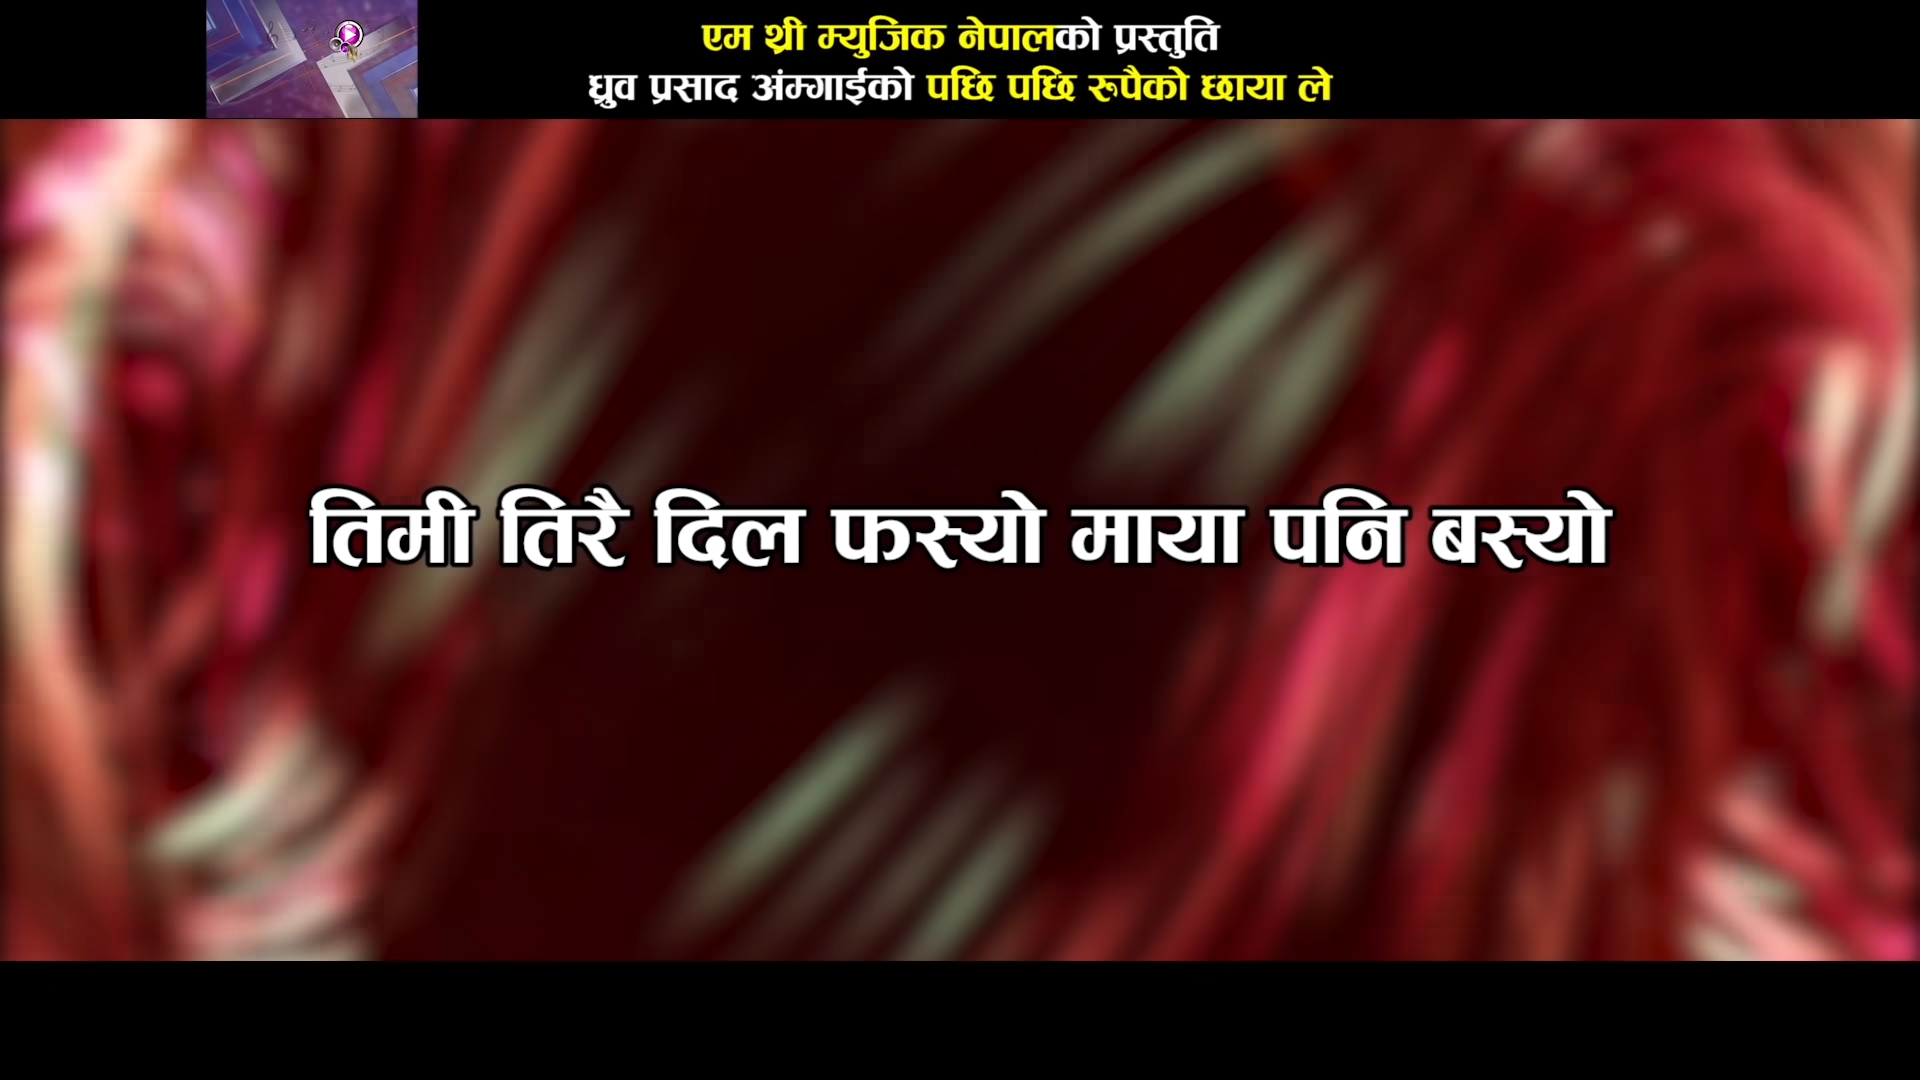 एम थ्री म्युजिक नेपालको प्रस्तुति
ध्रुव प्रसाद अंम्गाईको पछि पछि रुपैको छाया ले
तिमी तिरै दिल फस्यो माया पनि बस्यो